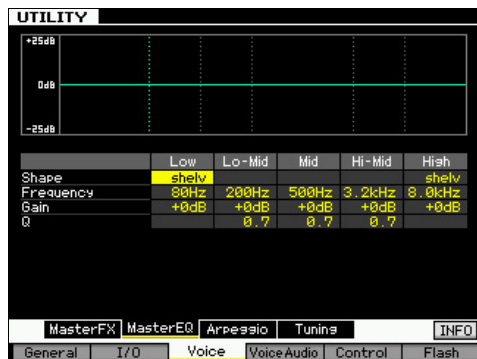 UTILITY
+25dB
0dB
-25dB
Low Lo-Mid Mid Hi-Mid High
Shape shelv shelv
Frequency 80Hz 200Hz 500Hz 3.2kHz 8.0kHz
Gain +0dB +0dB +0dB +0dB +0dB
Q 0.7 0.7 0.7
MasterFX MasterEQ Arpeggio Tuning INFO
General I/O Voice Voice Audio Control Flash